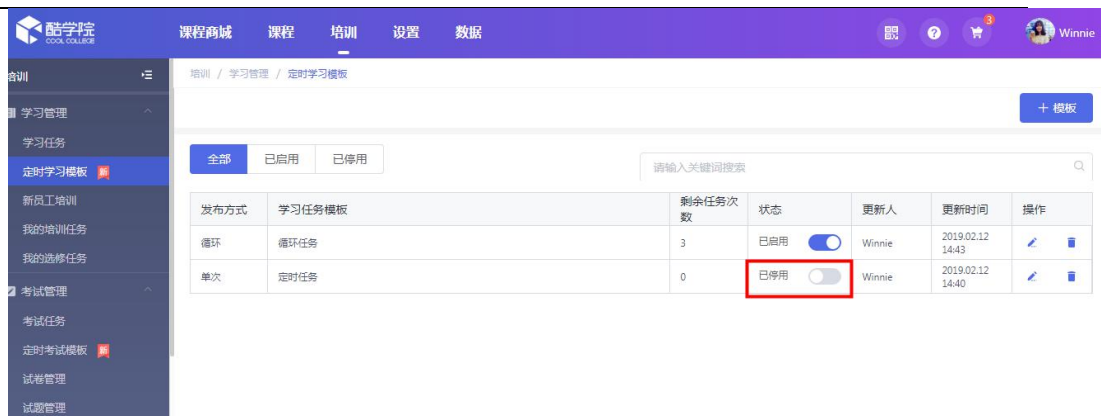 酷学院 课程商城 课程 培训 设置 数据 3 Winnie
COOL COLLEGE
培训 培训 / 学习管理 / 定时学习模板
学习管理 + 模板
学习任务
全部 已启用 已停用 请输入关键词搜索
定时学习模板 新
新员工培训
发布方式 学习任务模板 剩余任务次数 状态 更新人 更新时间 操作
我的培训任务
循环 循环任务 3 已启用 Winnie 2019.02.12 14:43
我的选修任务
单次 定时任务 0 已停用 Winnie 2019.02.12 14:40
考试管理
考试任务
定时考试模板 新
试卷管理
试题管理